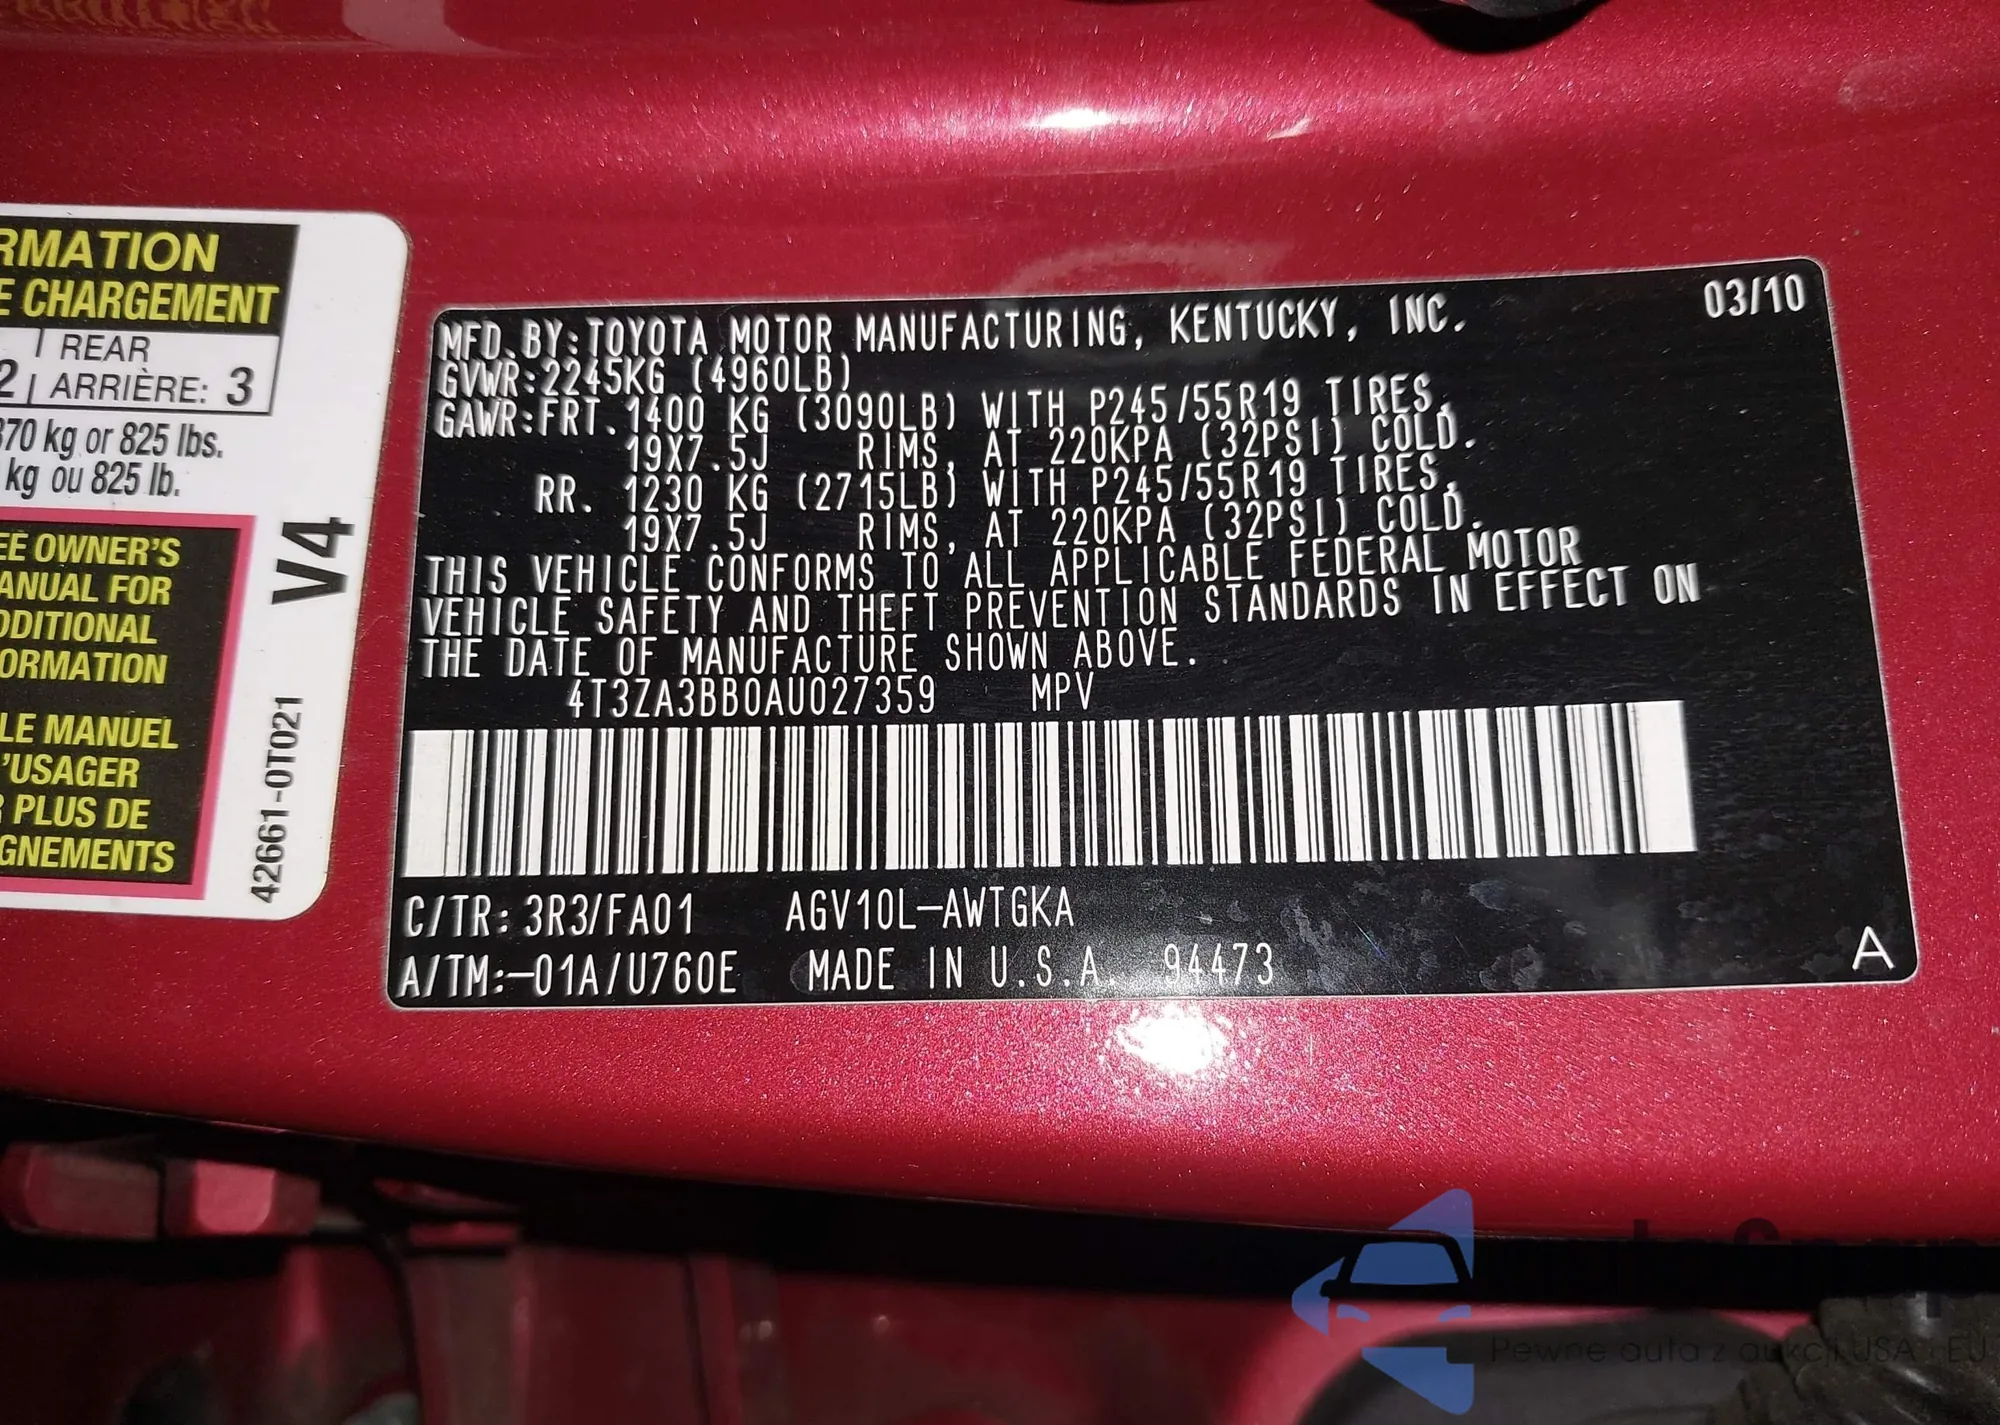 RMATION
E CHARGEMENT
REAR
2 ARRIÈRE: 3
370 kg or 825 lbs.
kg ou 825 lb.
EE OWNER'S
ANUAL FOR
DDITIONAL
ORMATION
LE MANUEL
'USAGER
R PLUS DE
GNEMENTS
V4
42661-0T021
MFD. BY: TOYOTA MOTOR MANUFACTURING, KENTUCKY, INC. 03/10
GVWR: 2245KG (4960LB)
GAWR: FRT. 1400 KG (3090LB) WITH P245/55R19 TIRES,
19X7.5J RIMS, AT 220KPA (32PSI) COLD.
RR. 1230 KG (2715LB) WITH P245/55R19 TIRES,
19X7.5J RIMS, AT 220KPA (32PSI) COLD.
THIS VEHICLE CONFORMS TO ALL APPLICABLE FEDERAL MOTOR
VEHICLE SAFETY AND THEFT PREVENTION STANDARDS IN EFFECT ON
THE DATE OF MANUFACTURE SHOWN ABOVE.
4T3ZA3BB0AU027359 MPV
C/TR: 3R3/FA01 AGV10L-AWTGKA
A/TM:-01A/U760E MADE IN U.S.A. 94473
A
Pewne auta z aukcji USA i EU